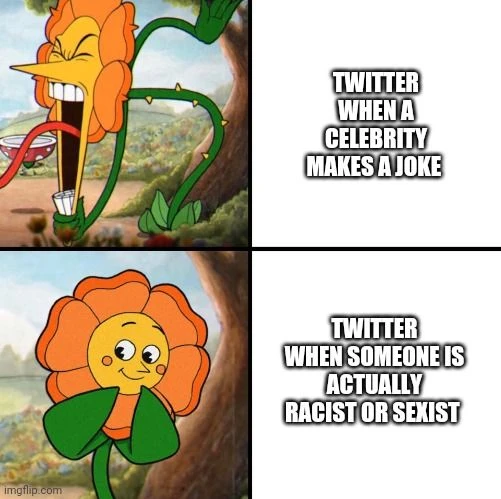 TWITTER
WHEN A
CELEBRITY
MAKES A JOKE
TWITTER
WHEN SOMEONE IS
ACTUALLY
RACIST OR SEXIST
imgflip.com